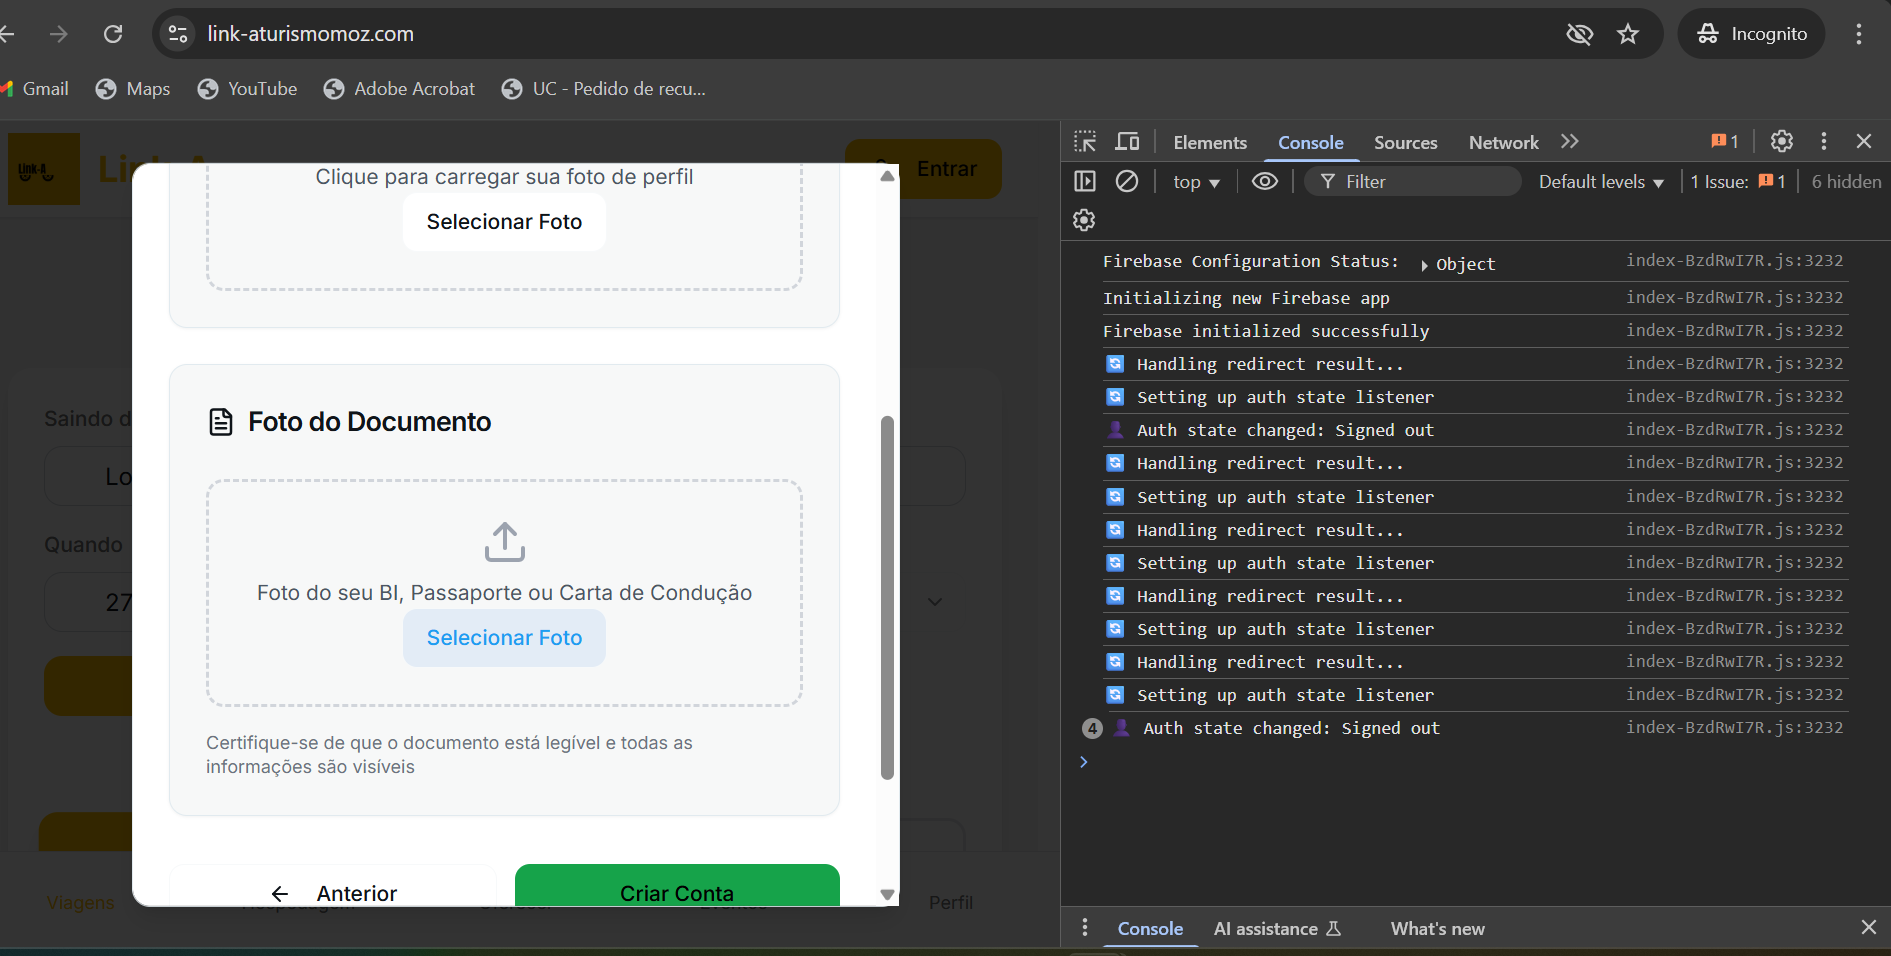 link-aturismomoz.com
Incognito
Gmail
Maps
YouTube
Adobe Acrobat
UC - Pedido de recu...
Link-A
Entrar
Clique para carregar sua foto de perfil
Selecionar Foto
Saindo d
Lo
Quando
27
Foto do Documento
Foto do seu BI, Passaporte ou Carta de Condução
Selecionar Foto
Certifique-se de que o documento está legível e todas as
informações são visíveis
Anterior
Criar Conta
Viagens
Perfil
Elements
Console
Sources
Network
1
top
Filter
Default levels
1 Issue: 1
6 hidden
Firebase Configuration Status: Object index-BzdRwI7R.js:3232
Initializing new Firebase app index-BzdRwI7R.js:3232
Firebase initialized successfully index-BzdRwI7R.js:3232
Handling redirect result... index-BzdRwI7R.js:3232
Setting up auth state listener index-BzdRwI7R.js:3232
Auth state changed: Signed out index-BzdRwI7R.js:3232
Handling redirect result... index-BzdRwI7R.js:3232
Setting up auth state listener index-BzdRwI7R.js:3232
Handling redirect result... index-BzdRwI7R.js:3232
Setting up auth state listener index-BzdRwI7R.js:3232
Handling redirect result... index-BzdRwI7R.js:3232
Setting up auth state listener index-BzdRwI7R.js:3232
Handling redirect result... index-BzdRwI7R.js:3232
Setting up auth state listener index-BzdRwI7R.js:3232
4 Auth state changed: Signed out index-BzdRwI7R.js:3232
Console
AI assistance
What's new